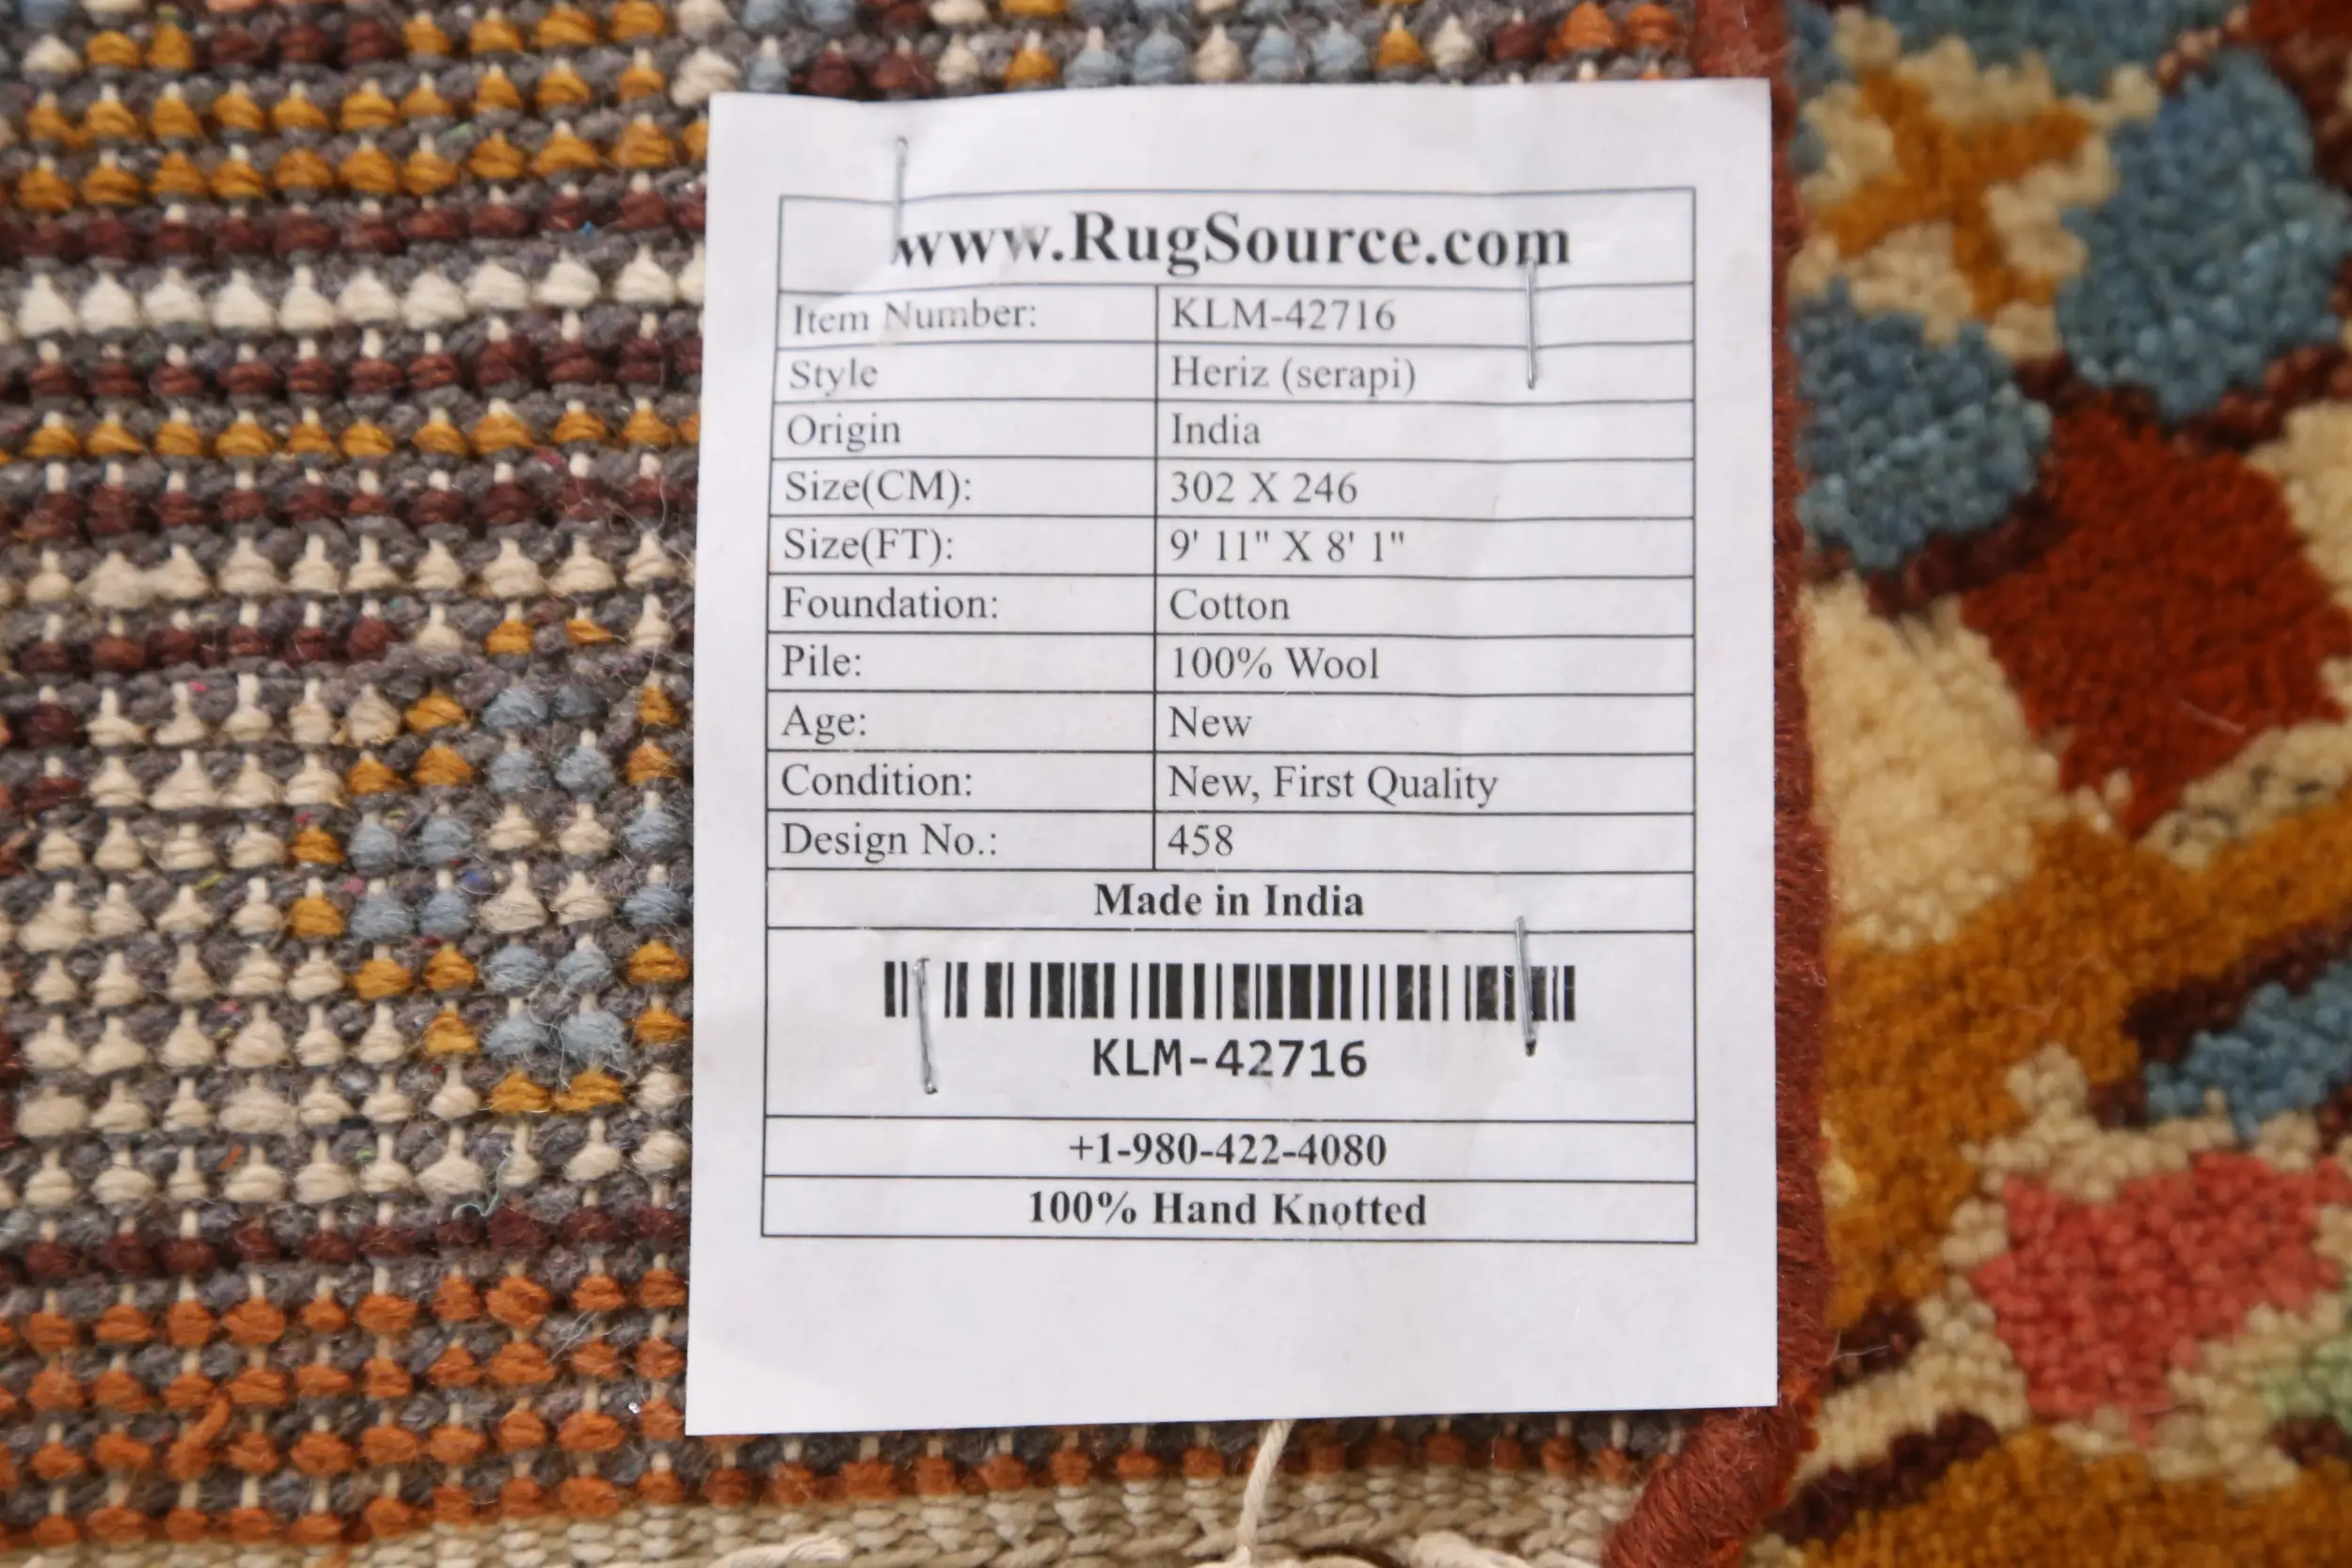 www.RugSource.com
Item Number: KLM-42716
Style Heriz (serapi)
Origin India
Size(CM): 302 X 246
Size(FT): 9' 11" X 8' 1"
Foundation: Cotton
Pile: 100% Wool
Age: New
Condition: New, First Quality
Design No.: 458
Made in India
KLM-42716
+1-980-422-4080
100% Hand Knotted